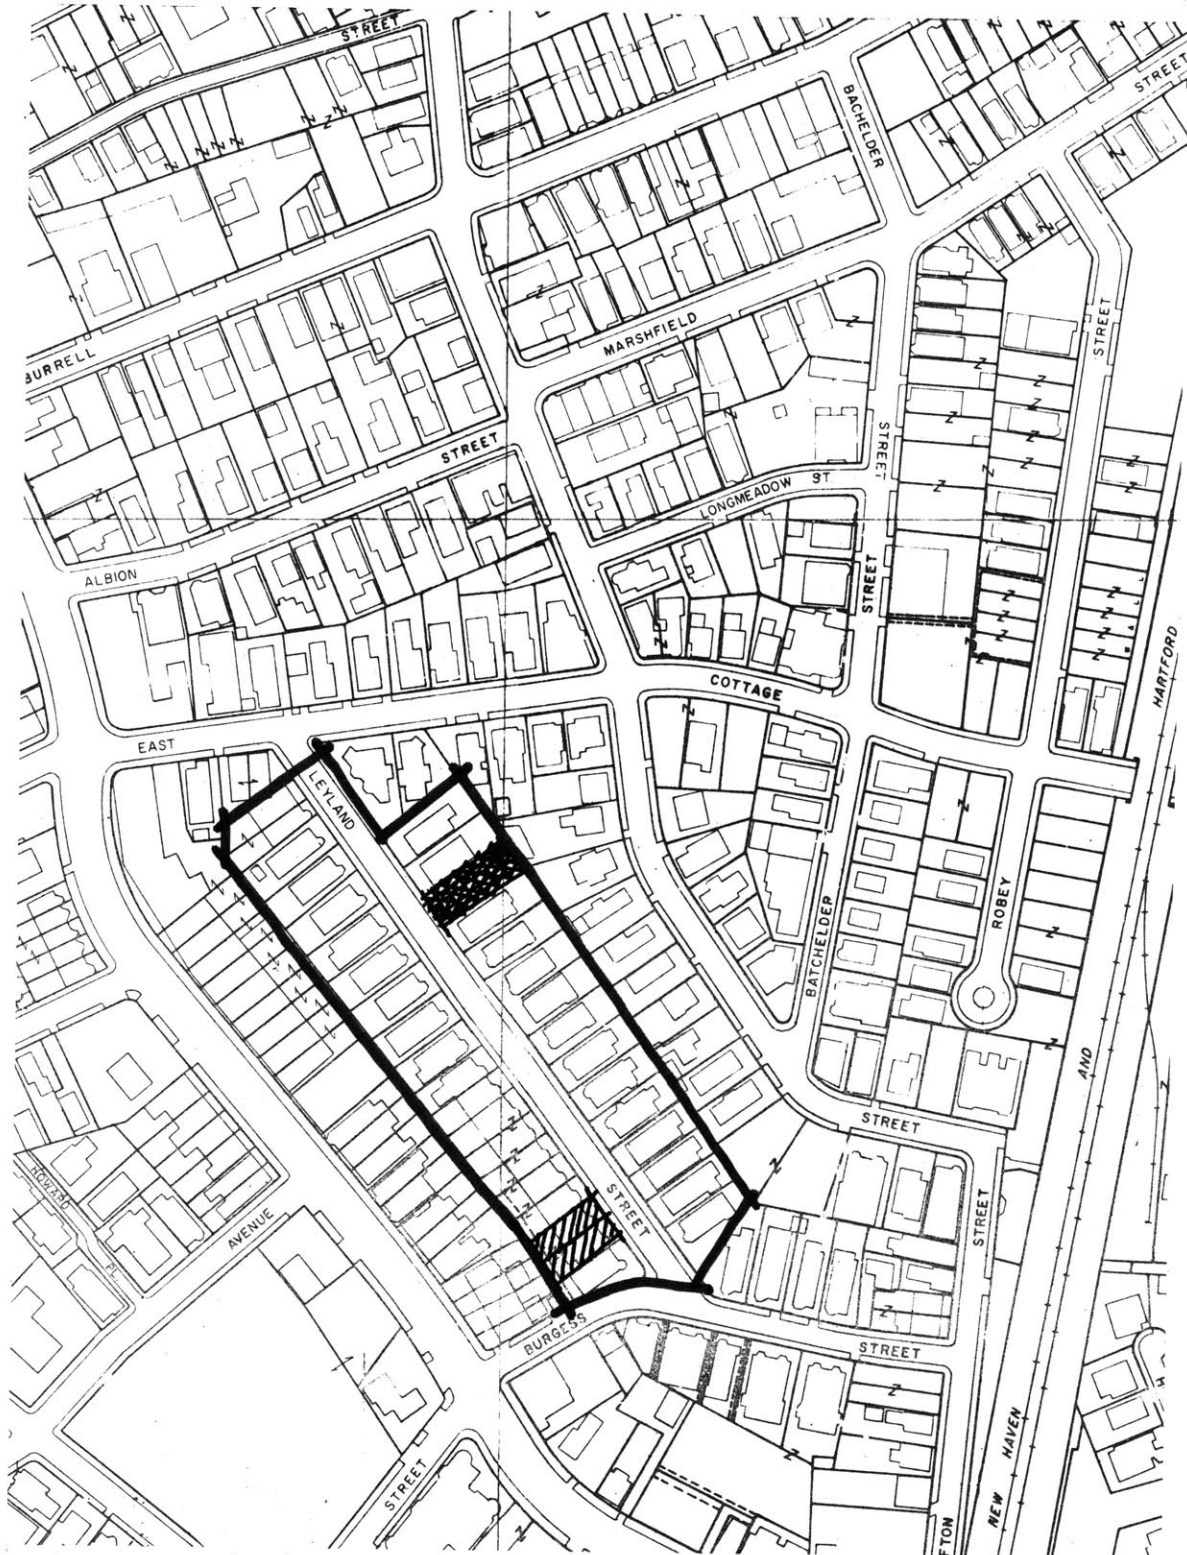 STREET
STREET
BACHELDER
BURRELL
MARSHFIELD
STREET
STREET
STREET
LONGMEADOW ST.
ALBION
STREET
COTTAGE
HARTFORD
EAST
LEYLAND
ROBEY
BATCHELDER
AND
STREET
HOWARD PL.
AVENUE
STREET
STREET
BURGESS
STREET
STREET
NEW HAVEN